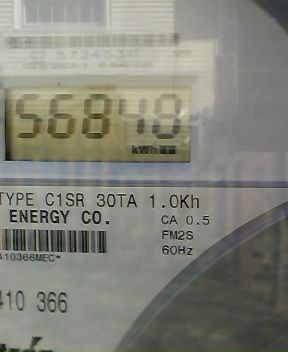 56848
kWh
TYPE C1SR 30TA 1.0Kh
ENERGY CO.
CA 0.5
FM2S
60Hz
410366MEC*
410 366